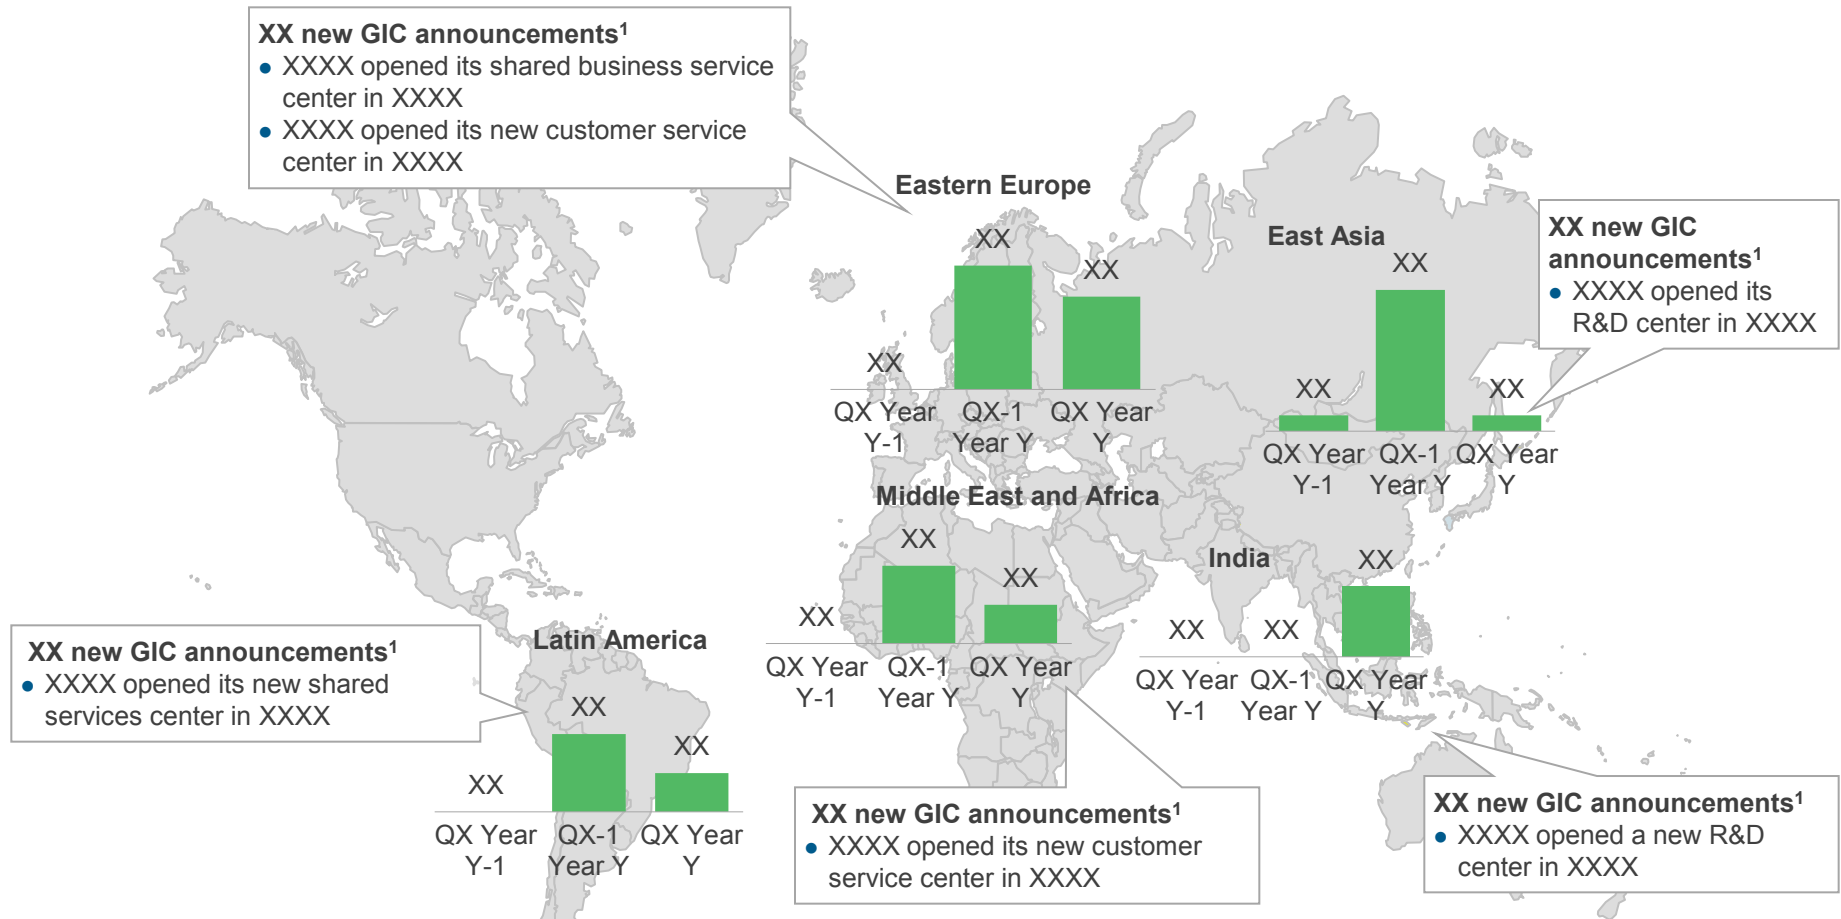 XX new GIC announcements1
● XXXX opened its shared business service
center in XXXX
● XXXX opened its new customer service
center in XXXX
Eastern Europe
XX
XX
XX
QX Year
Y-1
QX-1
Year Y
QX Year
Y
East Asia
XX
XX
XX
QX Year
Y-1
QX-1
Year Y
QX Year
Y
XX new GIC
announcements1
● XXXX opened its
R&D center in XXXX
Middle East and Africa
XX
XX
XX
QX Year
Y-1
QX-1
Year Y
QX Year
Y
India
XX
XX
XX
QX Year
Y-1
QX-1
Year Y
QX Year
Y
XX new GIC announcements1
● XXXX opened its new shared
services center in XXXX
Latin America
XX
XX
XX
QX Year
Y-1
QX-1
Year Y
QX Year
Y
XX new GIC announcements1
● XXXX opened its new customer
service center in XXXX
XX new GIC announcements1
● XXXX opened a new R&D
center in XXXX